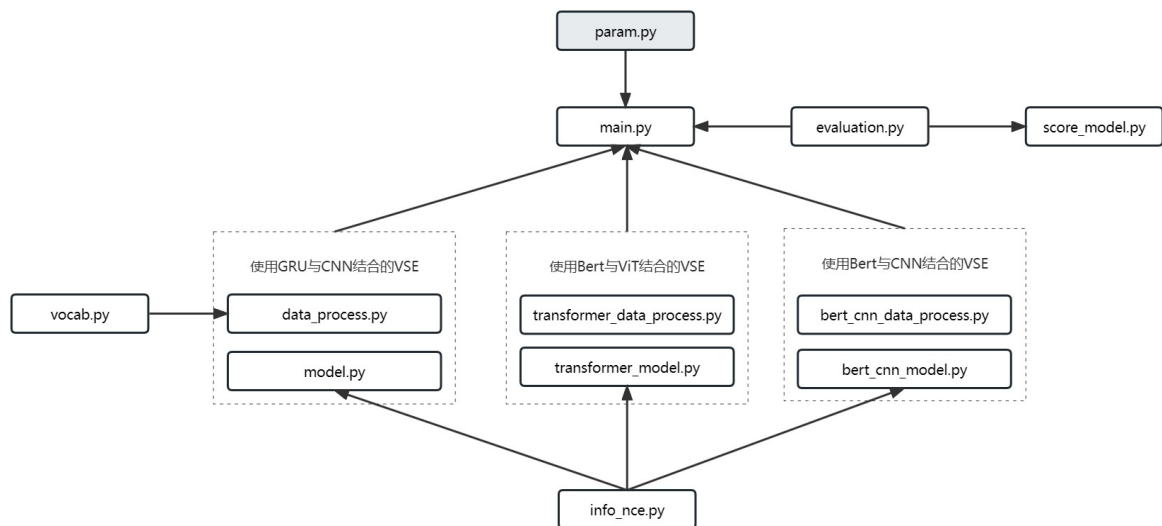 param.py
main.py
evaluation.py
score_model.py
使用GRU与CNN结合的VSE
使用Bert与ViT结合的VSE
使用Bert与CNN结合的VSE
vocab.py
data_process.py
transformer_data_process.py
bert_cnn_data_process.py
model.py
transformer_model.py
bert_cnn_model.py
info_nce.py